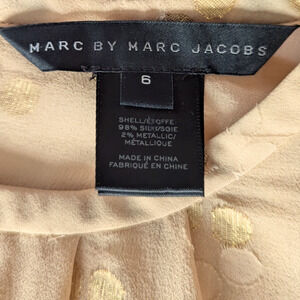 MARC BY MARC JACOBS
6
SHELL/ÉTOFFE
98% SILK/SOIE
2% METALLIC/
MÉTALLIQUE
MADE IN CHINA
FABRIQUÉ EN CHINE